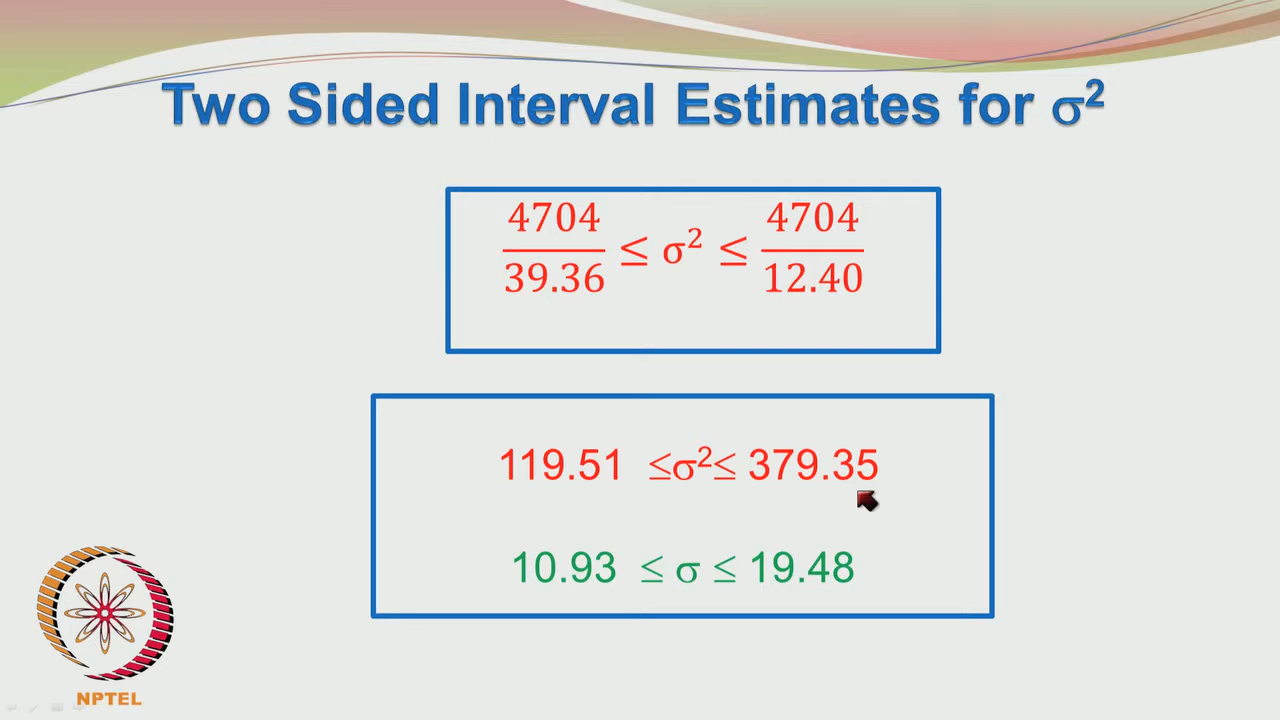 Two Sided Interval Estimates for σ²
4704/39.36 ≤ σ² ≤ 4704/12.40
119.51 ≤σ²≤ 379.35
10.93 ≤ σ ≤ 19.48
NPTEL